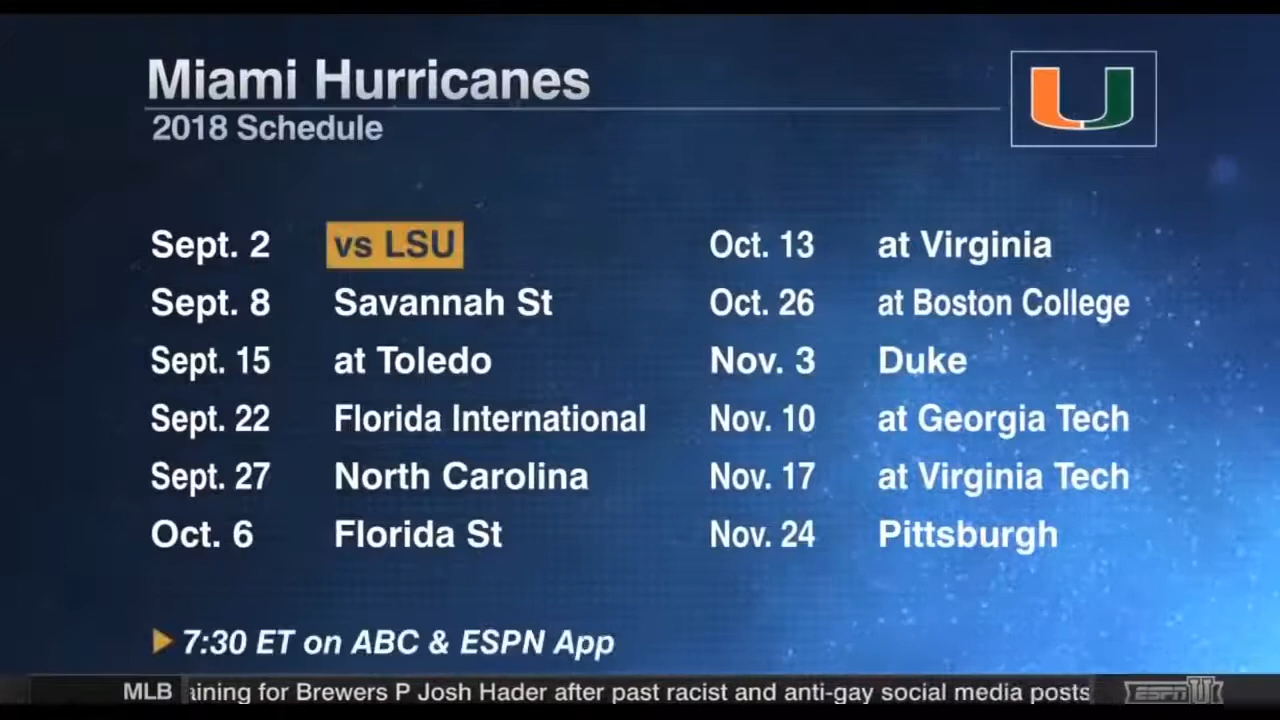 Miami Hurricanes
2018 Schedule
U
Sept. 2 vs LSU
Sept. 8 Savannah St
Sept. 15 at Toledo
Sept. 22 Florida International
Sept. 27 North Carolina
Oct. 6 Florida St
Oct. 13 at Virginia
Oct. 26 at Boston College
Nov. 3 Duke
Nov. 10 at Georgia Tech
Nov. 17 at Virginia Tech
Nov. 24 Pittsburgh
7:30 ET on ABC & ESPN App
MLB aining for Brewers P Josh Hader after past racist and anti-gay social media posts ESPNU